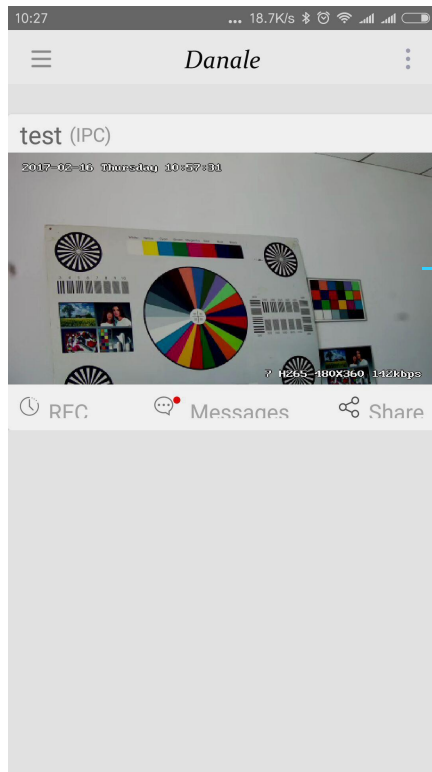 10:27 ... 18.7K/s
Danale
test (IPC)
2017-02-16 Thursday 10:57:31
7 H265 480X360 142kbps
REC Messages Share